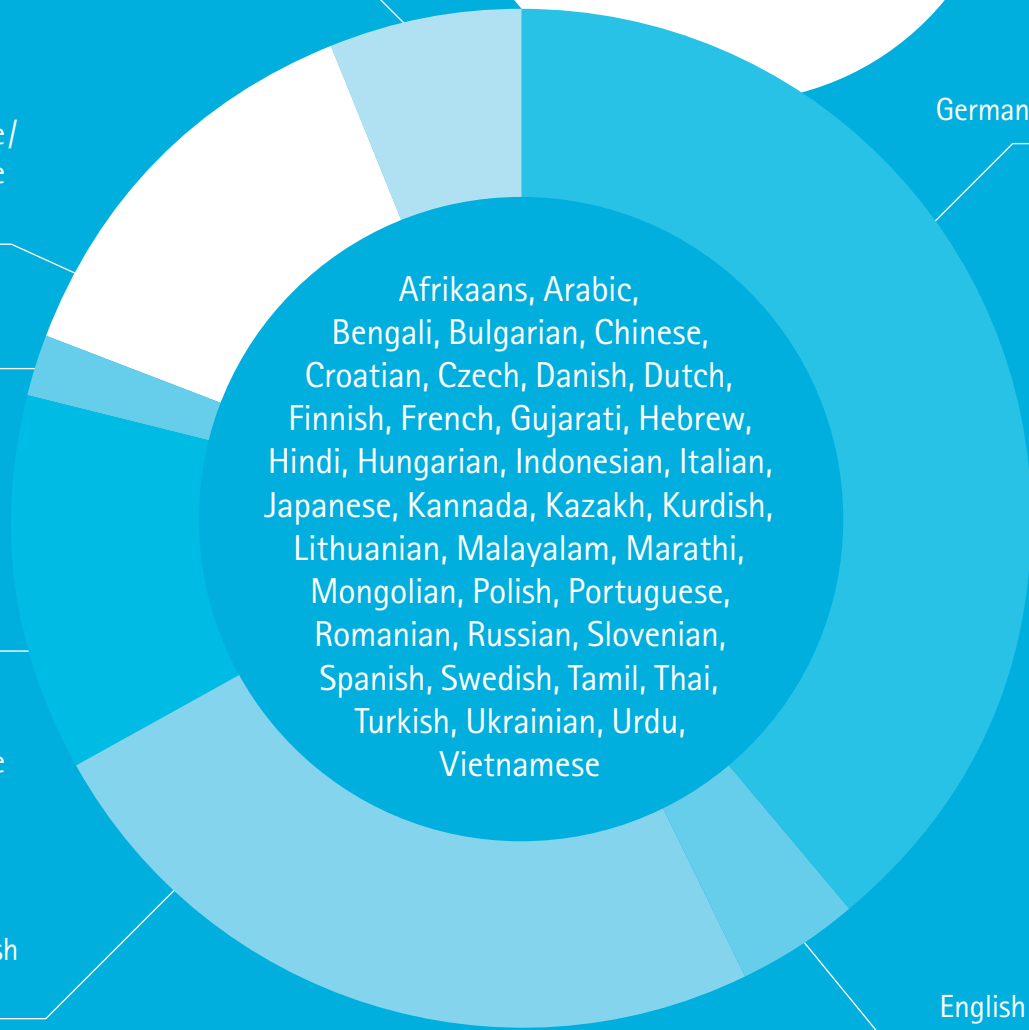 German
Afrikaans, Arabic,
Bengali, Bulgarian, Chinese,
Croatian, Czech, Danish, Dutch,
Finnish, French, Gujarati, Hebrew,
Hindi, Hungarian, Indonesian, Italian,
Japanese, Kannada, Kazakh, Kurdish,
Lithuanian, Malayalam, Marathi,
Mongolian, Polish, Portuguese,
Romanian, Russian, Slovenian,
Spanish, Swedish, Tamil, Thai,
Turkish, Ukrainian, Urdu,
Vietnamese
English